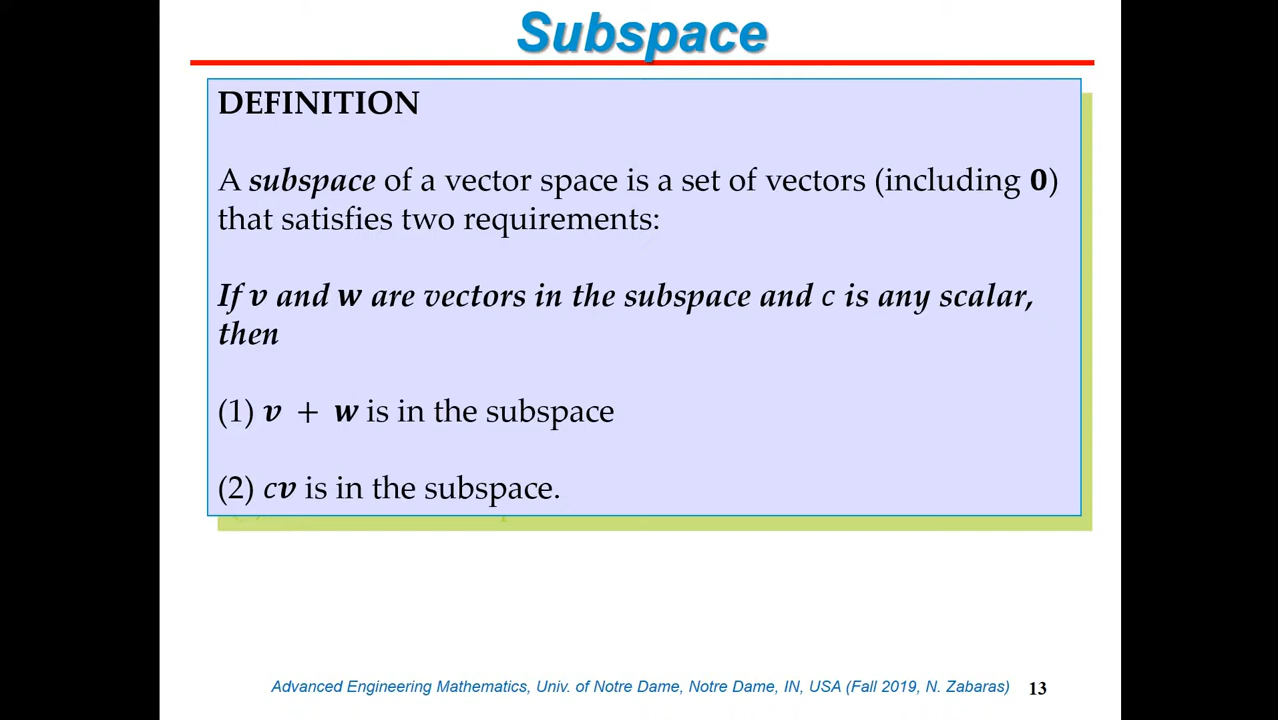 Subspace
DEFINITION
A subspace of a vector space is a set of vectors (including 0)
that satisfies two requirements:
If v and w are vectors in the subspace and c is any scalar,
then
(1) v + w is in the subspace
(2) cv is in the subspace.
Advanced Engineering Mathematics, Univ. of Notre Dame, Notre Dame, IN, USA (Fall 2019, N. Zabaras) 13